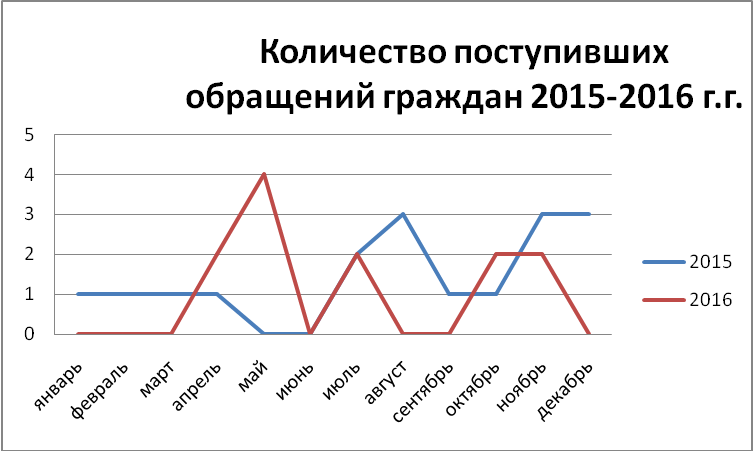 Количество поступивших
обращений граждан 2015-2016 г.г.
5
4
3
2
1
0
январь
февраль
март
апрель
май
июнь
июль
август
сентябрь
октябрь
ноябрь
декабрь
2015
2016